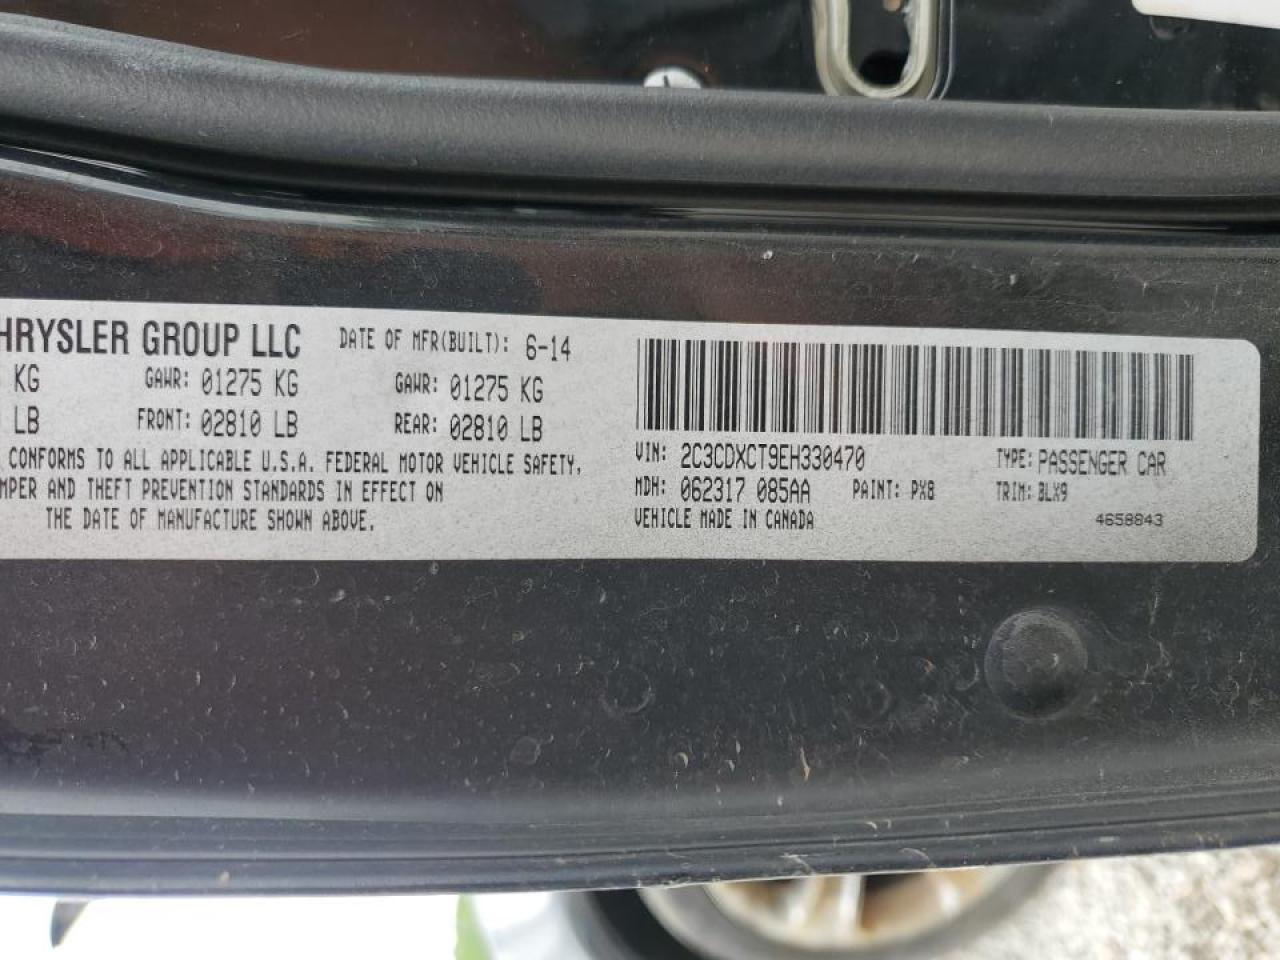 HRYSLER GROUP LLC DATE OF MFR(BUILT): 6-14
KG GAWR: 01275 KG GAWR: 01275 KG
LB FRONT: 02810 LB REAR: 02810 LB
CONFORMS TO ALL APPLICABLE U.S.A. FEDERAL MOTOR VEHICLE SAFETY,
MPER AND THEFT PREVENTION STANDARDS IN EFFECT ON
THE DATE OF MANUFACTURE SHOWN ABOVE.
VIN: 2C3CDXCT9EH330470 TYPE: PASSENGER CAR
MDH: 062317 085AA PAINT: PX8 TRIM: BLX9
VEHICLE MADE IN CANADA 4658843